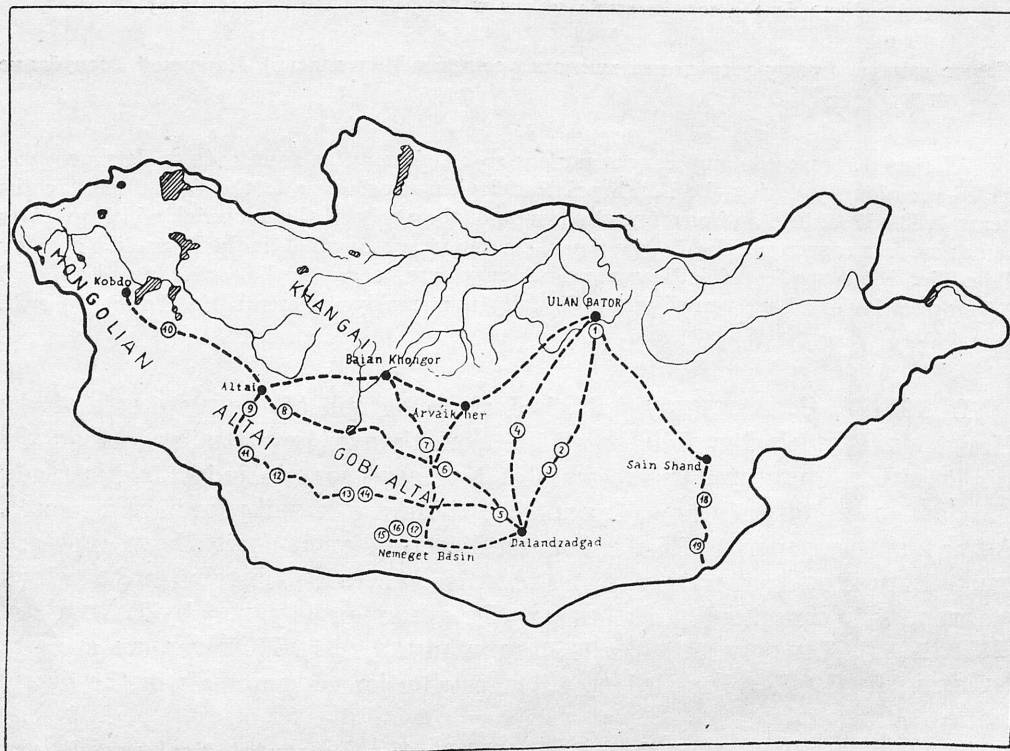 MONGOLIAN
ALTAI
Kobdo
KHANGAI
ULAN BATOR
Baian Khongor
Altai
GOBI ALTAI
Sain Shand
Dalandzadgad
Nemeget Basin
1
2
3
4
5
6
7
8
9
10
11
12
13
14
15
16
17
18
19